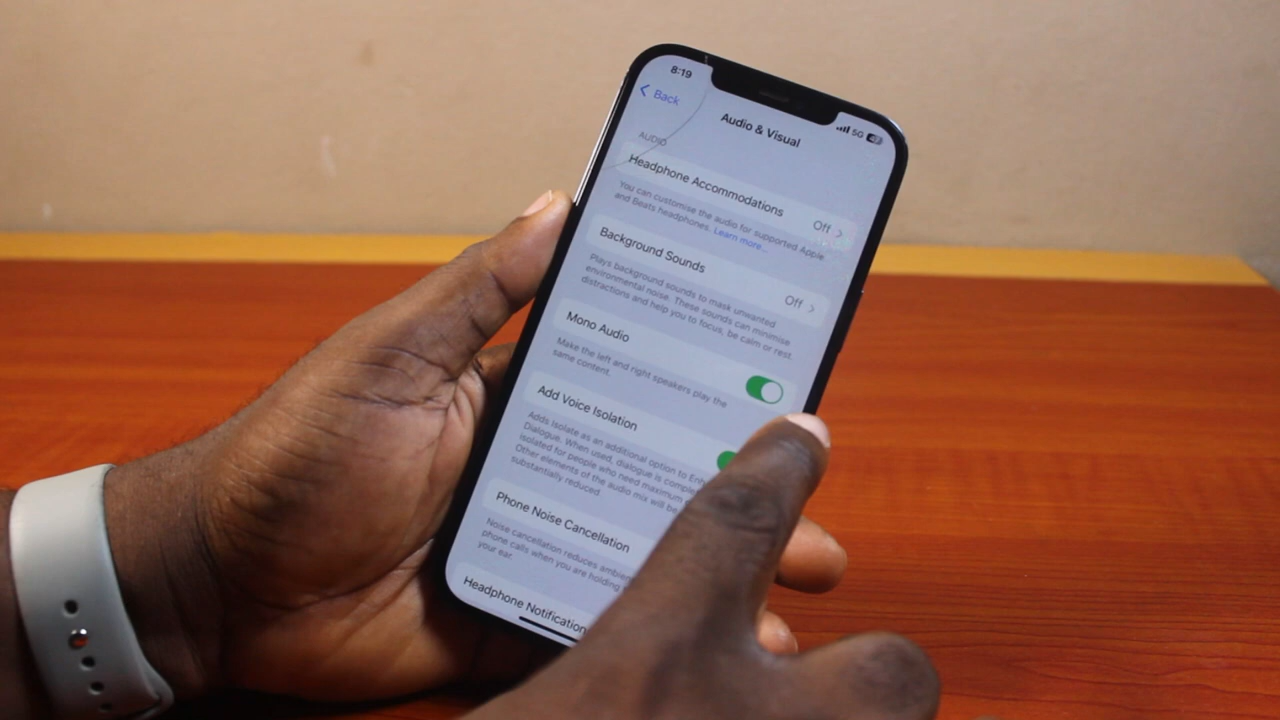 8:19
5G
Back
Audio & Visual
AUDIO
Headphone Accommodations
Off
You can customise the audio for supported Apple
and Beats headphones. Learn more...
Background Sounds
Off
Plays background sounds to mask unwanted
environmental noise. These sounds can minimise
distractions and help you to focus, be calm or rest.
Mono Audio
Make the left and right speakers play the
same content.
Add Voice Isolation
Adds Isolate as an additional option to Enh
Dialogue. When used, dialogue is comple
isolated for people who need maximum
Other elements of the audio mix will be
substantially reduced.
Phone Noise Cancellation
Noise cancellation reduces ambien
phone calls when you are holding
your ear.
Headphone Notification